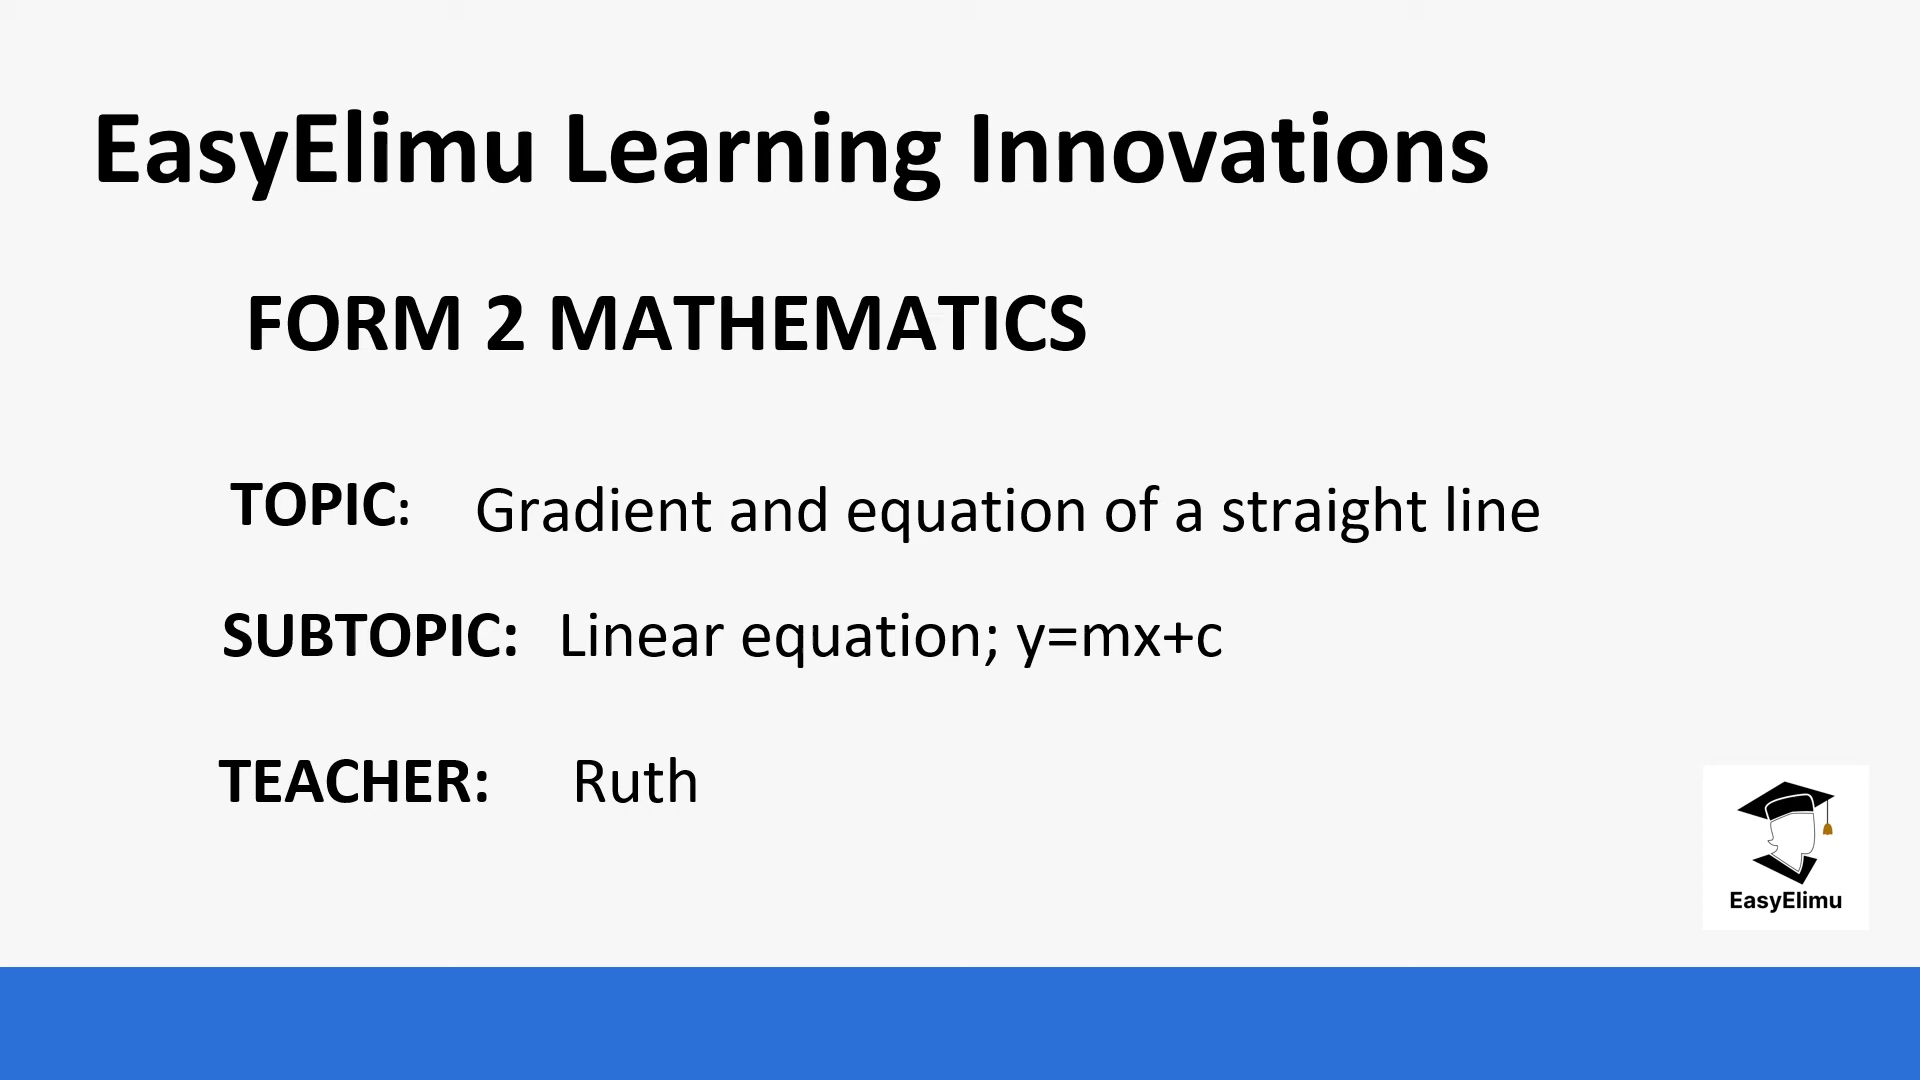 EasyElimu Learning Innovations
FORM 2 MATHEMATICS
TOPIC: Gradient and equation of a straight line
SUBTOPIC: Linear equation; y=mx+c
TEACHER: Ruth
EasyElimu